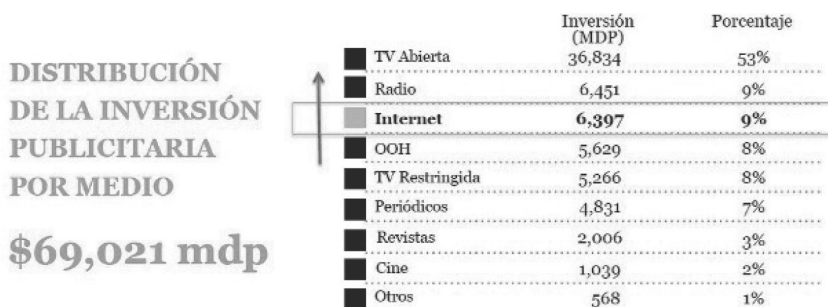 DISTRIBUCIÓN
DE LA INVERSIÓN
PUBLICITARIA
POR MEDIO
$69,021 mdp
Inversión (MDP) Porcentaje
TV Abierta 36,834 53%
Radio 6,451 9%
Internet 6,397 9%
OOH 5,629 8%
TV Restringida 5,266 8%
Periódicos 4,831 7%
Revistas 2,006 3%
Cine 1,039 2%
Otros 568 1%